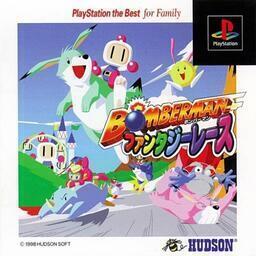 PlayStation the Best for Family
PlayStation
BOMBERMAN
ファンタジーレース
© 1998 HUDSON SOFT
HUDSON